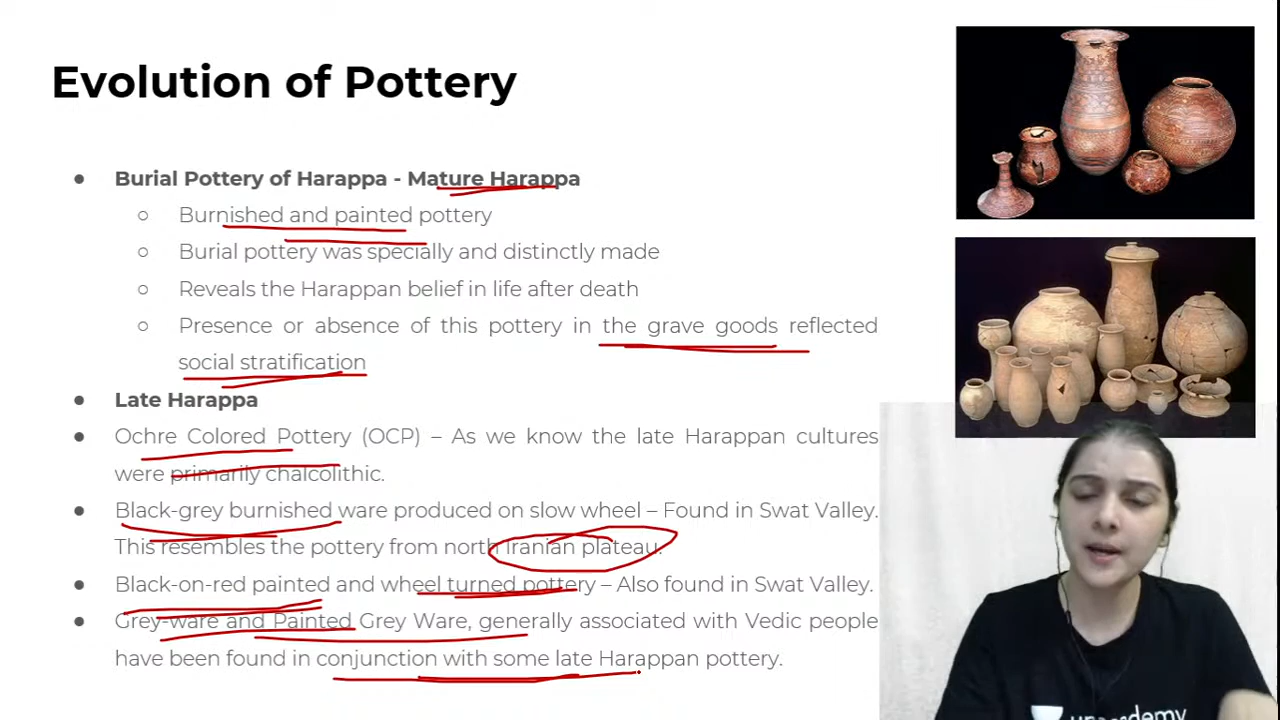 Evolution of Pottery
● Burial Pottery of Harappa - Mature Harappa
○ Burnished and painted pottery
○ Burial pottery was specially and distinctly made
○ Reveals the Harappan belief in life after death
○ Presence or absence of this pottery in the grave goods reflected
social stratification
● Late Harappa
● Ochre Colored Pottery (OCP) – As we know the late Harappan cultures
were primarily chalcolithic.
● Black-grey burnished ware produced on slow wheel – Found in Swat Valley.
This resembles the pottery from north Iranian plateau.
● Black-on-red painted and wheel turned pottery – Also found in Swat Valley.
● Grey-ware and Painted Grey Ware, generally associated with Vedic people
have been found in conjunction with some late Harappan pottery.